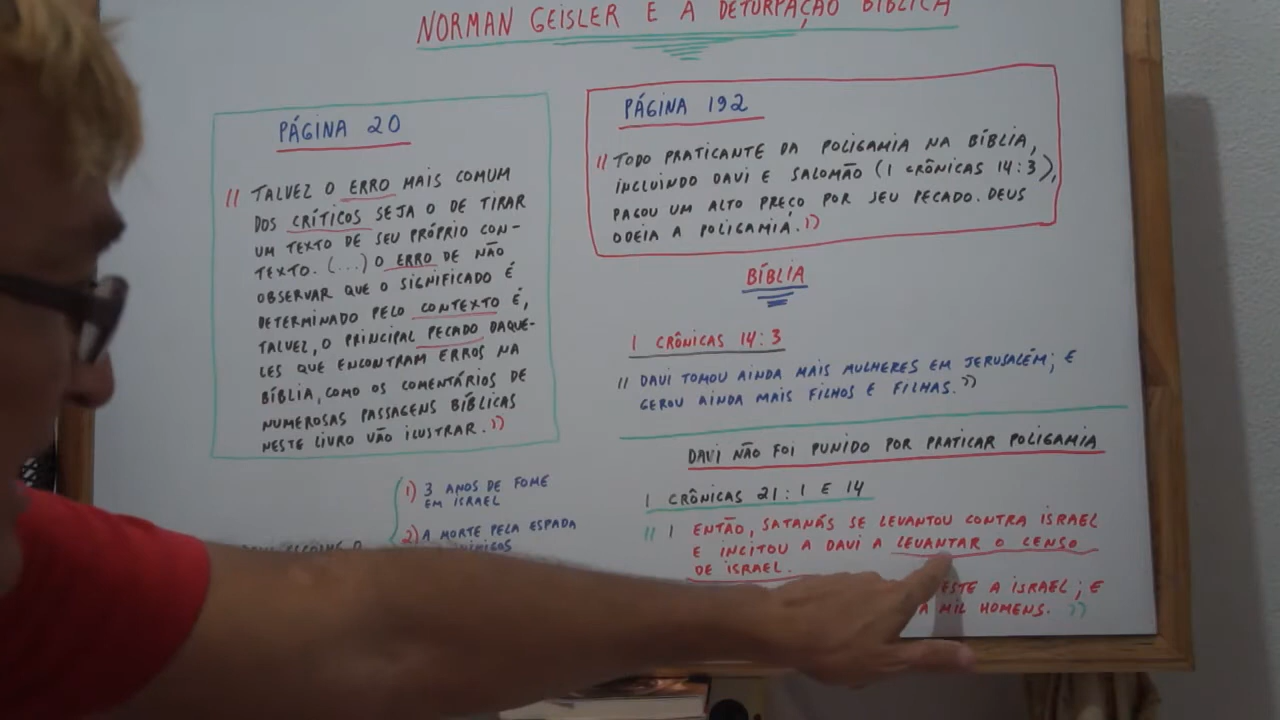 NORMAN GEISLER E A DETURPAÇÃO BÍBLICA
PÁGINA 20
" TALVEZ O ERRO MAIS COMUM
DOS CRÍTICOS SEJA O DE TIRAR
UM TEXTO DE SEU PRÓPRIO CON-
TEXTO. (...) O ERRO DE NÃO
OBSERVAR QUE O SIGNIFICADO É
DETERMINADO PELO CONTEXTO É,
TALVEZ, O PRINCIPAL PECADO DAQUE-
LES QUE ENCONTRAM ERROS NA
BÍBLIA, COMO OS COMENTÁRIOS DE
NUMEROSAS PASSAGENS BÍBLICAS
NESTE LIVRO VÃO ILUSTRAR. "
1) 3 ANOS DE FOME
EM ISRAEL
2) A MORTE PELA ESPADA
PÁGINA 192
" TODO PRATICANTE DA POLIGAMIA NA BÍBLIA,
INCLUINDO DAVI E SALOMÃO (1 CRÔNICAS 14:3),
PAGOU UM ALTO PREÇO POR SEU PECADO. DEUS
ODEIA A POLIGAMIA. "
BÍBLIA
1 CRÔNICAS 14:3
" DAVI TOMOU AINDA MAIS MULHERES EM JERUSALÉM; E
GEROU AINDA MAIS FILHOS E FILHAS. "
DAVI NÃO FOI PUNIDO POR PRATICAR POLIGAMIA
1 CRÔNICAS 21:1 E 14
" 1 ENTÃO, SATANÁS SE LEVANTOU CONTRA ISRAEL
E INCITOU A DAVI A LEVANTAR O CENSO
DE ISRAEL.
A ISRAEL; E
MIL HOMENS. "